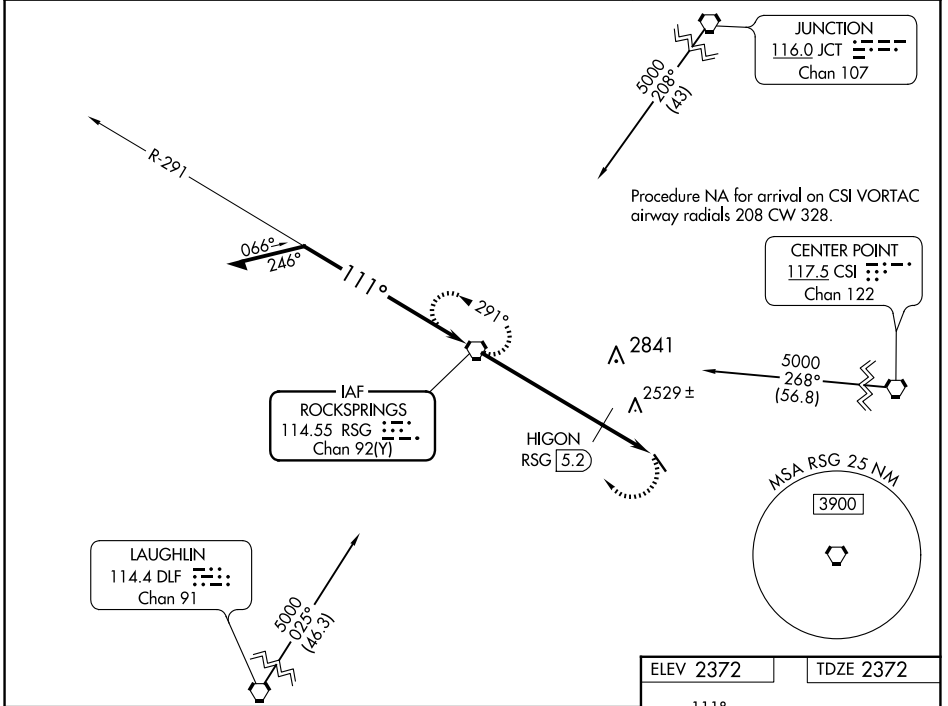 JUNCTION
116.0 JCT
Chan 107
5000
208°
(43)
R-291
Procedure NA for arrival on CSI VORTAC
airway radials 208 CW 328.
066°
246°
111°
291°
CENTER POINT
117.5 CSI
Chan 122
2841
5000
268°
(56.8)
2529 ±
IAF
ROCKSPRINGS
114.55 RSG
Chan 92(Y)
HIGON
RSG 5.2
MSA RSG 25 NM
3900
LAUGHLIN
114.4 DLF
Chan 91
5000
025°
(46.3)
ELEV 2372
TDZE 2372
111°